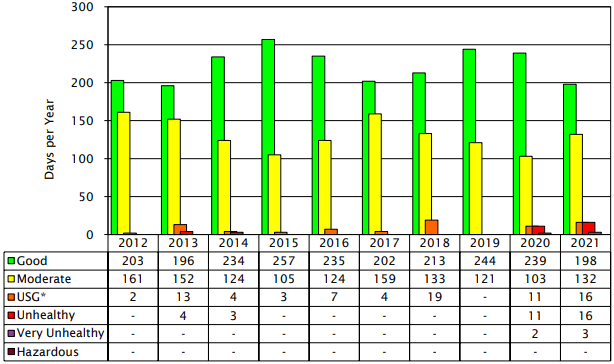 300
250
200
150
100
50
0
Days per Year
2012 2013 2014 2015 2016 2017 2018 2019 2020 2021
Good 203 196 234 257 235 202 213 244 239 198
Moderate 161 152 124 105 124 159 133 121 103 132
USG* 2 13 4 3 7 4 19 - 11 16
Unhealthy - 4 3 - - - - - 11 16
Very Unhealthy - - - - - - - - 2 3
Hazardous - - - - - - - - - -